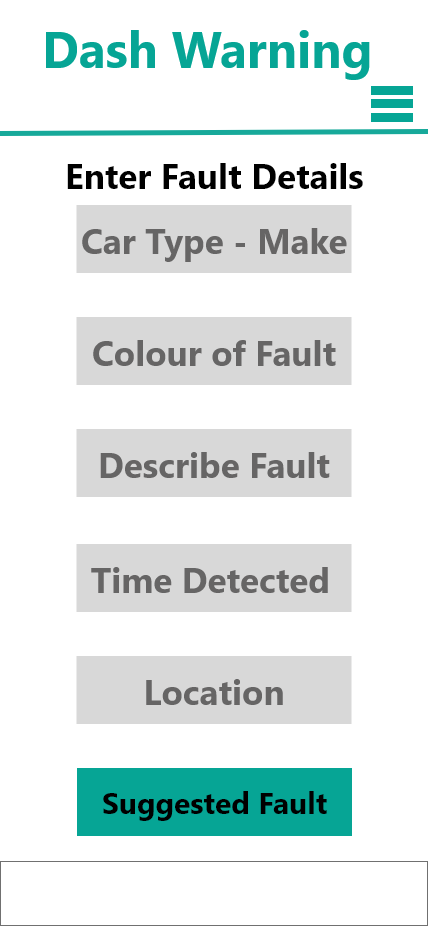 Dash Warning
Enter Fault Details
Car Type - Make
Colour of Fault
Describe Fault
Time Detected
Location
Suggested Fault